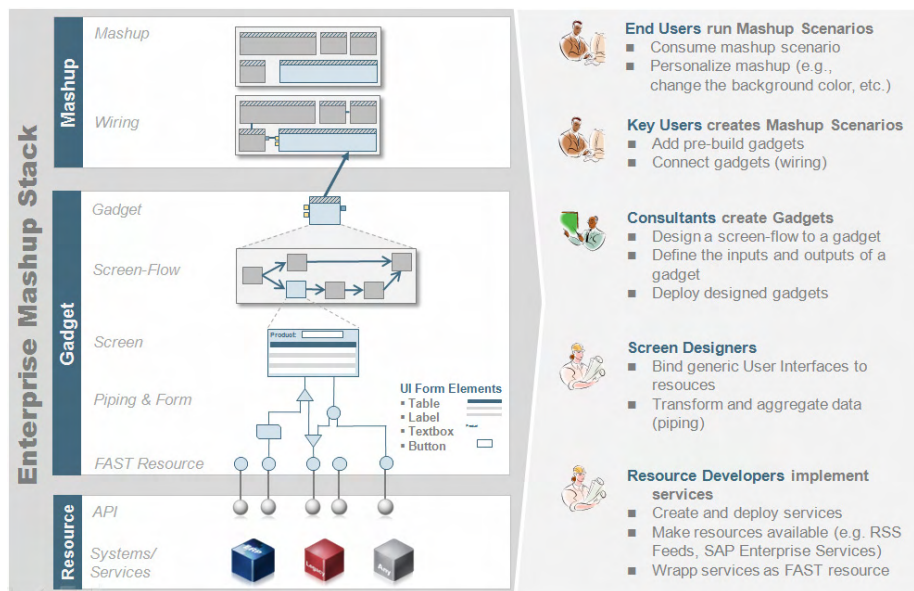 Enterprise Mashup Stack
Mashup
Mashup
Wiring
Gadget
Gadget
Screen-Flow
Screen
Product:
Piping & Form
UI Form Elements
▪ Table
▪ Label
▪ Textbox
▪ Button
FAST Resource
Resource
API
Systems/
Services
ERP
Legacy
Any
End Users run Mashup Scenarios
■ Consume mashup scenario
■ Personalize mashup (e.g.,
change the background color, etc.)
Key Users creates Mashup Scenarios
■ Add pre-build gadgets
■ Connect gadgets (wiring)
Consultants create Gadgets
■ Design a screen-flow to a gadget
■ Define the inputs and outputs of a
gadget
■ Deploy designed gadgets
Screen Designers
■ Bind generic User Interfaces to
resouces
■ Transform and aggregate data
(piping)
Resource Developers implement
services
■ Create and deploy services
■ Make resources available (e.g. RSS
Feeds, SAP Enterprise Services)
■ Wrapp services as FAST resource